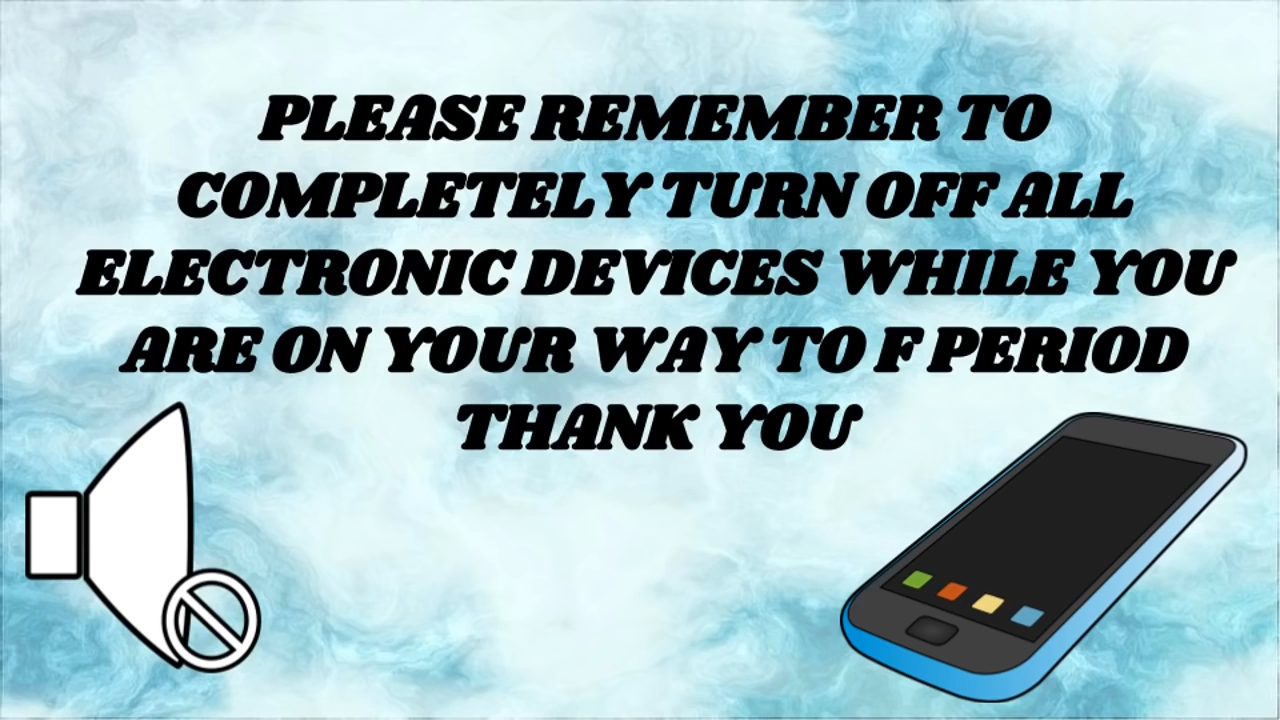 PLEASE REMEMBER TO
COMPLETELY TURN OFF ALL
ELECTRONIC DEVICES WHILE YOU
ARE ON YOUR WAY TO F PERIOD
THANK YOU